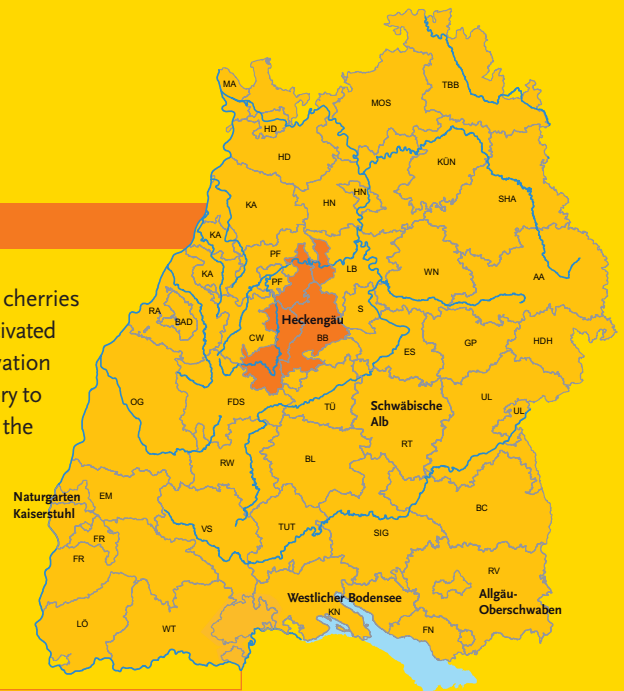 cherries
ivated
vation
ry to
the
MA
TBB
MOS
HD
HD
KÜN
HN
HN
SHA
KA
KA
PF
LB
WN
KA
PF
AA
RA
BAD
Heckengäu
S
CW
BB
ES
GP
HDH
OG
FDS
TÜ
Schwäbische
Alb
UL
UL
RT
RW
BL
Naturgarten
Kaiserstuhl
EM
BC
FR
VS
TUT
SIG
FR
RV
Westlicher Bodensee
Allgäu-
Oberschwaben
KN
LÖ
WT
FN